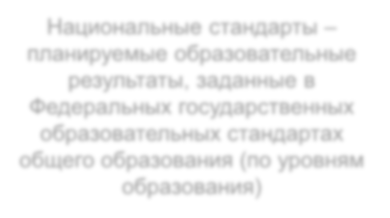 Национальные стандарты –
планируемые образовательные
результаты, заданные в
Федеральных государственных
образовательных стандартах
общего образования (по уровням
образования)